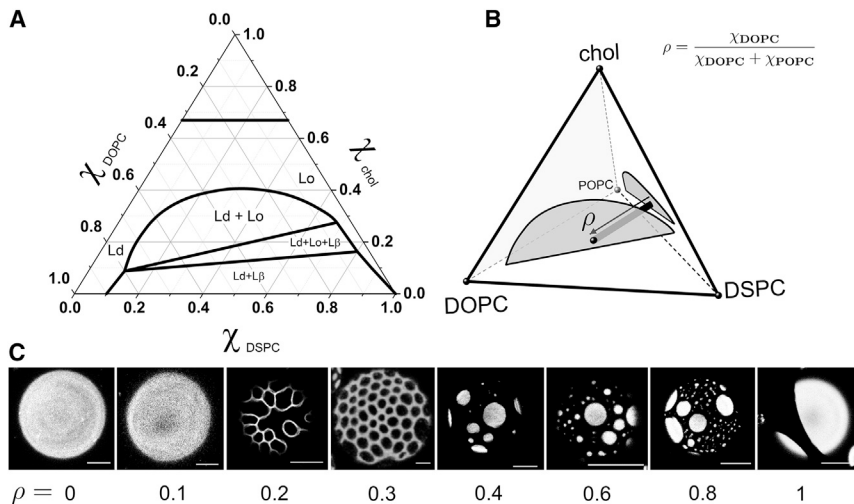 A
0.0
1.0
0.2
0.8
0.4
0.6
χ DOPC
χ chol
0.6
Lo
0.4
Ld + Lo
0.8
Ld
Ld+Lo+Lβ
0.2
Ld+Lβ
1.0
0.0
0.0 0.2 0.4 0.6 0.8 1.0
χ DSPC
B
ρ = χDOPC / (χDOPC + χPOPC)
chol
POPC
ρ
DOPC
DSPC
C
ρ = 0 0.1 0.2 0.3 0.4 0.6 0.8 1